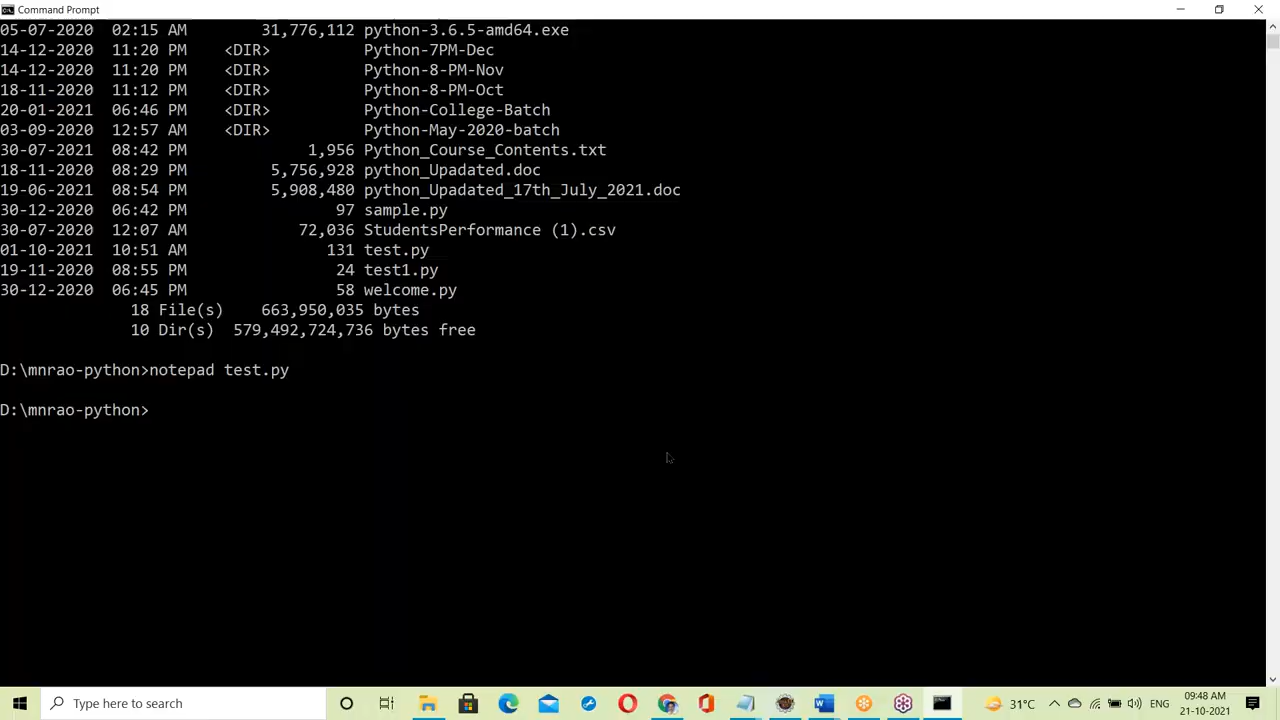 Command Prompt
05-07-2020  02:15 AM        31,776,112 python-3.6.5-amd64.exe
14-12-2020  11:20 PM    <DIR>          Python-7PM-Dec
14-12-2020  11:20 PM    <DIR>          Python-8-PM-Nov
18-11-2020  11:12 PM    <DIR>          Python-8-PM-Oct
20-01-2021  06:46 PM    <DIR>          Python-College-Batch
03-09-2020  12:57 AM    <DIR>          Python-May-2020-batch
30-07-2021  08:42 PM             1,956 Python_Course_Contents.txt
18-11-2020  08:29 PM         5,756,928 python_Upadated.doc
19-06-2021  08:54 PM         5,908,480 python_Upadated_17th_July_2021.doc
30-12-2020  06:42 PM                97 sample.py
30-07-2020  12:07 AM            72,036 StudentsPerformance (1).csv
01-10-2021  10:51 AM               131 test.py
19-11-2020  08:55 PM                24 test1.py
30-12-2020  06:45 PM                58 welcome.py
              18 File(s)    663,950,035 bytes
              10 Dir(s)  579,492,724,736 bytes free
D:\mnrao-python>notepad test.py
D:\mnrao-python>
Type here to search
31°C
ENG
09:48 AM
21-10-2021